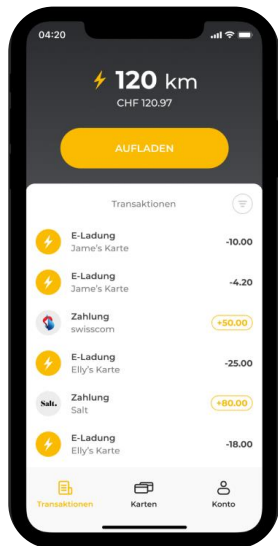 04:20
120 km
CHF 120.97
AUFLADEN
Transaktionen
E-Ladung
Jame's Karte
-10.00
E-Ladung
Jame's Karte
-4.20
Zahlung
swisscom
+50.00
E-Ladung
Elly's Karte
-25.00
Salt.
Zahlung
Salt
+80.00
E-Ladung
Elly's Karte
-18.00
Transaktionen
Karten
Konto